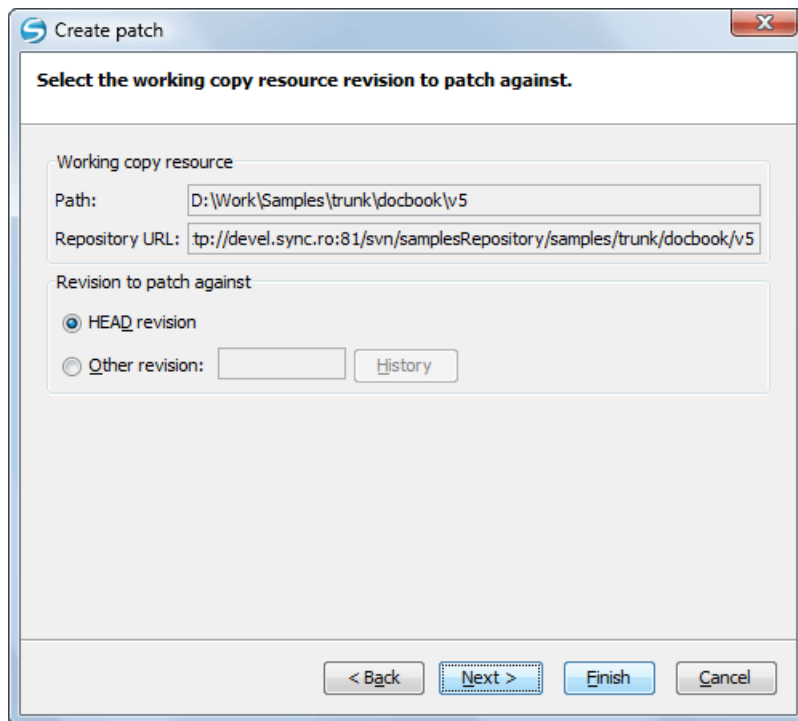 Create patch
Select the working copy resource revision to patch against.
Working copy resource
Path: D:\Work\Samples\trunk\docbook\v5
Repository URL: tp://devel.sync.ro:81/svn/samplesRepository/samples/trunk/docbook/v5
Revision to patch against
HEAD revision
Other revision: History
< Back Next > Finish Cancel